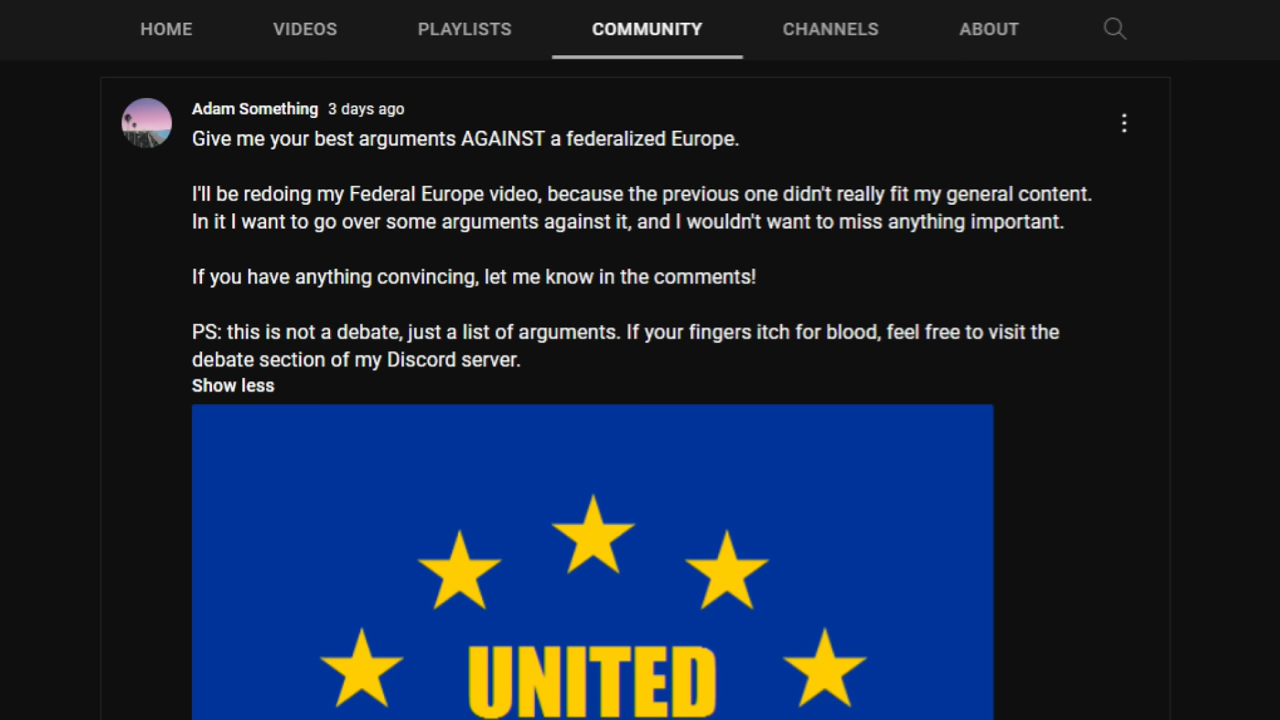 HOME VIDEOS PLAYLISTS COMMUNITY CHANNELS ABOUT
Adam Something 3 days ago
Give me your best arguments AGAINST a federalized Europe.
I'll be redoing my Federal Europe video, because the previous one didn't really fit my general content.
In it I want to go over some arguments against it, and I wouldn't want to miss anything important.
If you have anything convincing, let me know in the comments!
PS: this is not a debate, just a list of arguments. If your fingers itch for blood, feel free to visit the
debate section of my Discord server.
Show less
UNITED